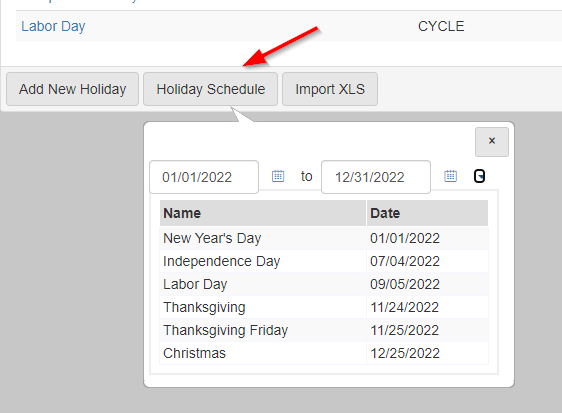 Labor Day CYCLE
Add New Holiday Holiday Schedule Import XLS
×
01/01/2022 to 12/31/2022
Name Date
New Year's Day 01/01/2022
Independence Day 07/04/2022
Labor Day 09/05/2022
Thanksgiving 11/24/2022
Thanksgiving Friday 11/25/2022
Christmas 12/25/2022